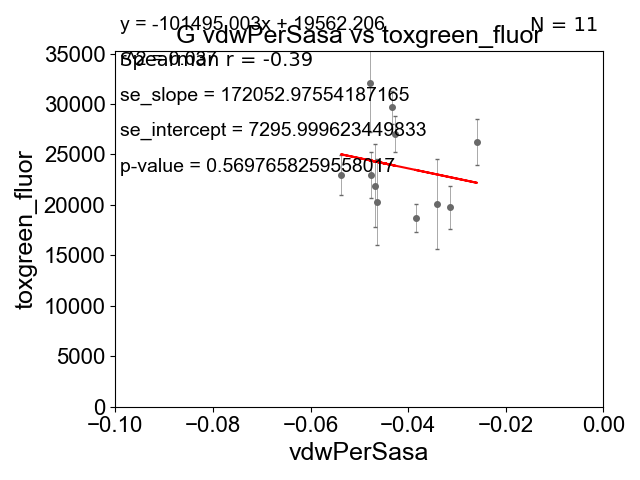 y = -101495.003x + 19562.206
N = 11
G vdwPerSasa vs toxgreen_fluor
r^2 = 0.037
Spearman r = -0.39
se_slope = 172052.97554187165
se_intercept = 7295.999623449833
p-value = 0.5697658259558017
toxgreen_fluor
35000
30000
25000
20000
15000
10000
5000
0
−0.10
−0.08
−0.06
−0.04
−0.02
0.00
vdwPerSasa